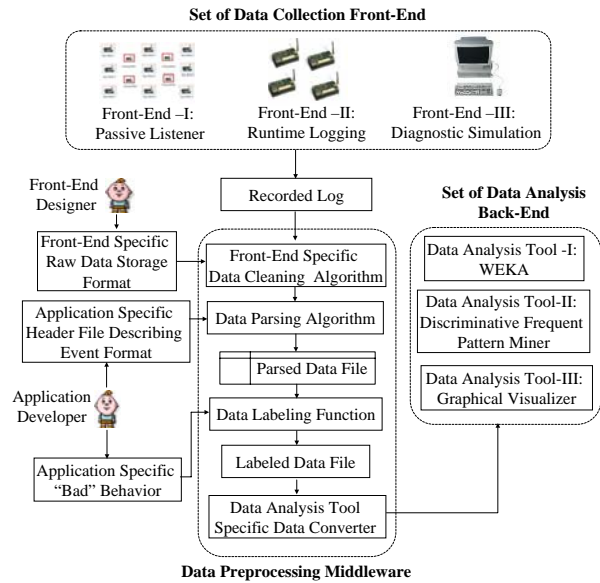 Set of Data Collection Front-End
Front-End –I:
Passive Listener
Front-End –II:
Runtime Logging
Front-End –III:
Diagnostic Simulation
Front-End
Designer
Recorded Log
Set of Data Analysis
Back-End
Front-End Specific
Raw Data Storage
Format
Front-End Specific
Data Cleaning Algorithm
Data Analysis Tool -I:
WEKA
Application Specific
Header File Describing
Event Format
Data Parsing Algorithm
Data Analysis Tool-II:
Discriminative Frequent
Pattern Miner
Parsed Data File
Data Analysis Tool-III:
Graphical Visualizer
Application
Developer
Data Labeling Function
Labeled Data File
Application Specific
“Bad” Behavior
Data Analysis Tool
Specific Data Converter
Data Preprocessing Middleware